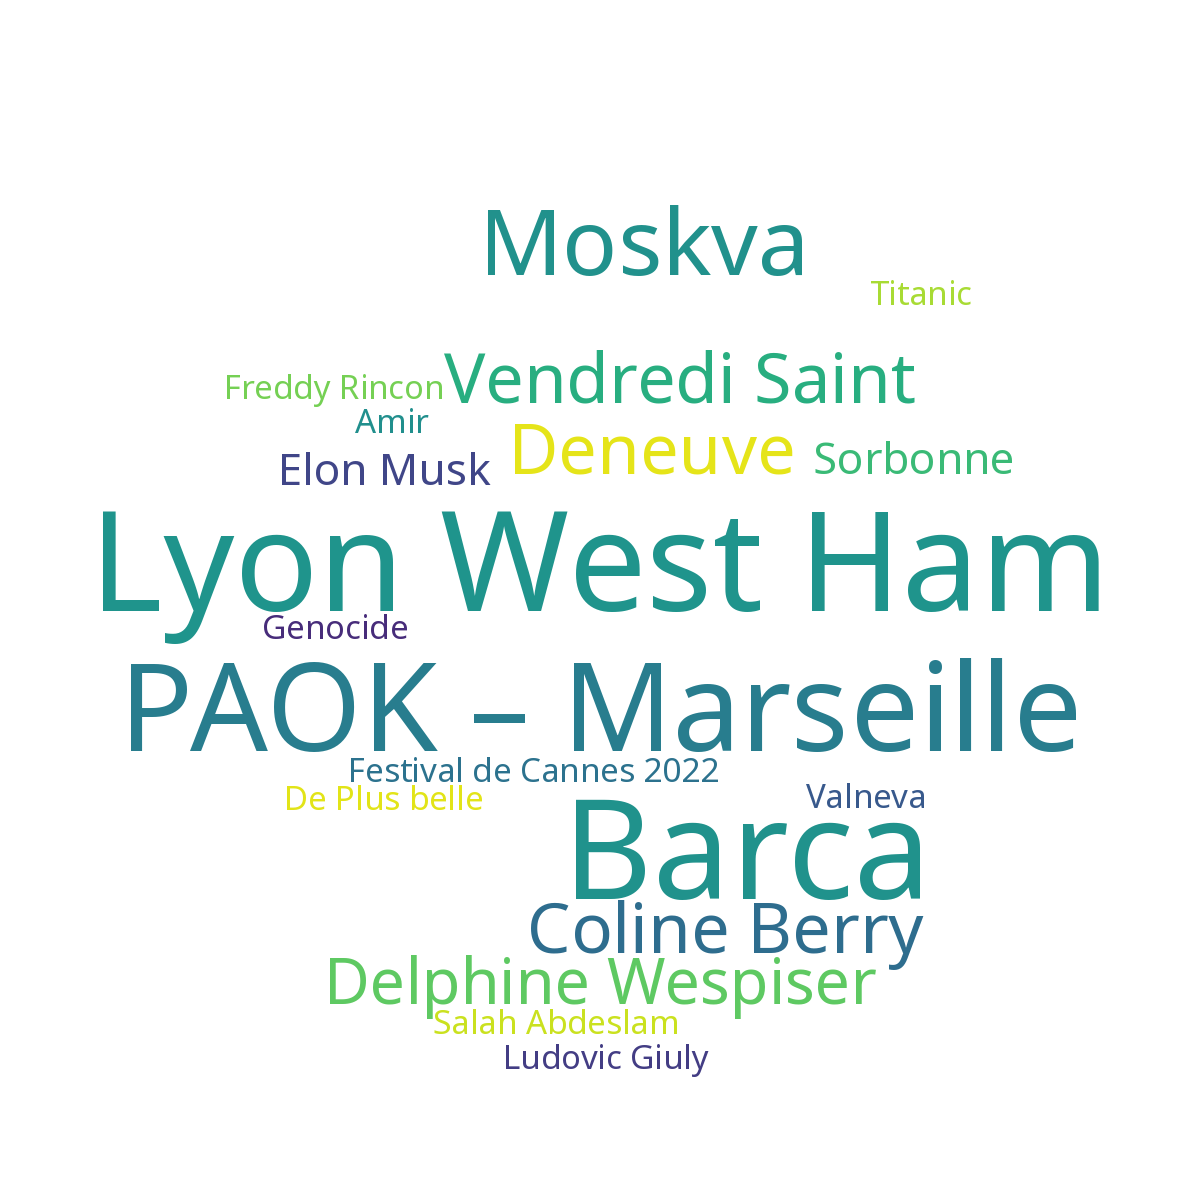 Moskva
Titanic
Vendredi Saint
Freddy Rincon
Amir
Deneuve
Sorbonne
Elon Musk
Lyon West Ham
Genocide
PAOK – Marseille
Festival de Cannes 2022
De Plus belle
Valneva
Barca
Coline Berry
Delphine Wespiser
Salah Abdeslam
Ludovic Giuly